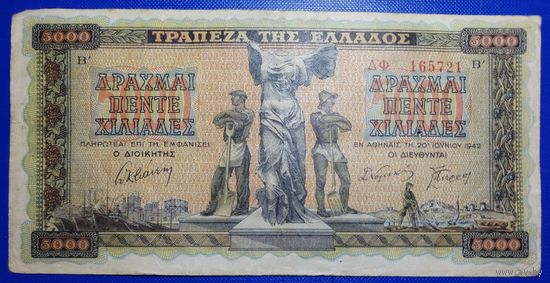 5000 ΤΡΑΠΕΖΑ ΤΗΣ ΕΛΛΑΔΟΣ 5000
Β' ΔΦ 165721 Β'
ΔΡΑΧΜΑΙ ΔΡΑΧΜΑΙ
ΠΕΝΤΕ ΠΕΝΤΕ
ΧΙΛΙΑΔΕΣ ΧΙΛΙΑΔΕΣ
ΠΛΗΡΩΤΕΑΙ ΕΠΙ ΤΗ ΕΜΦΑΝΙΣΕΙ ΕΝ ΑΘΗΝΑΙΣ ΤΗ 20ῃ ΙΟΥΝΙΟΥ 1942
Ο ΔΙΟΙΚΗΤΗΣ ΟΙ ΔΙΕΥΘΥΝΤΑΙ
5000 5000